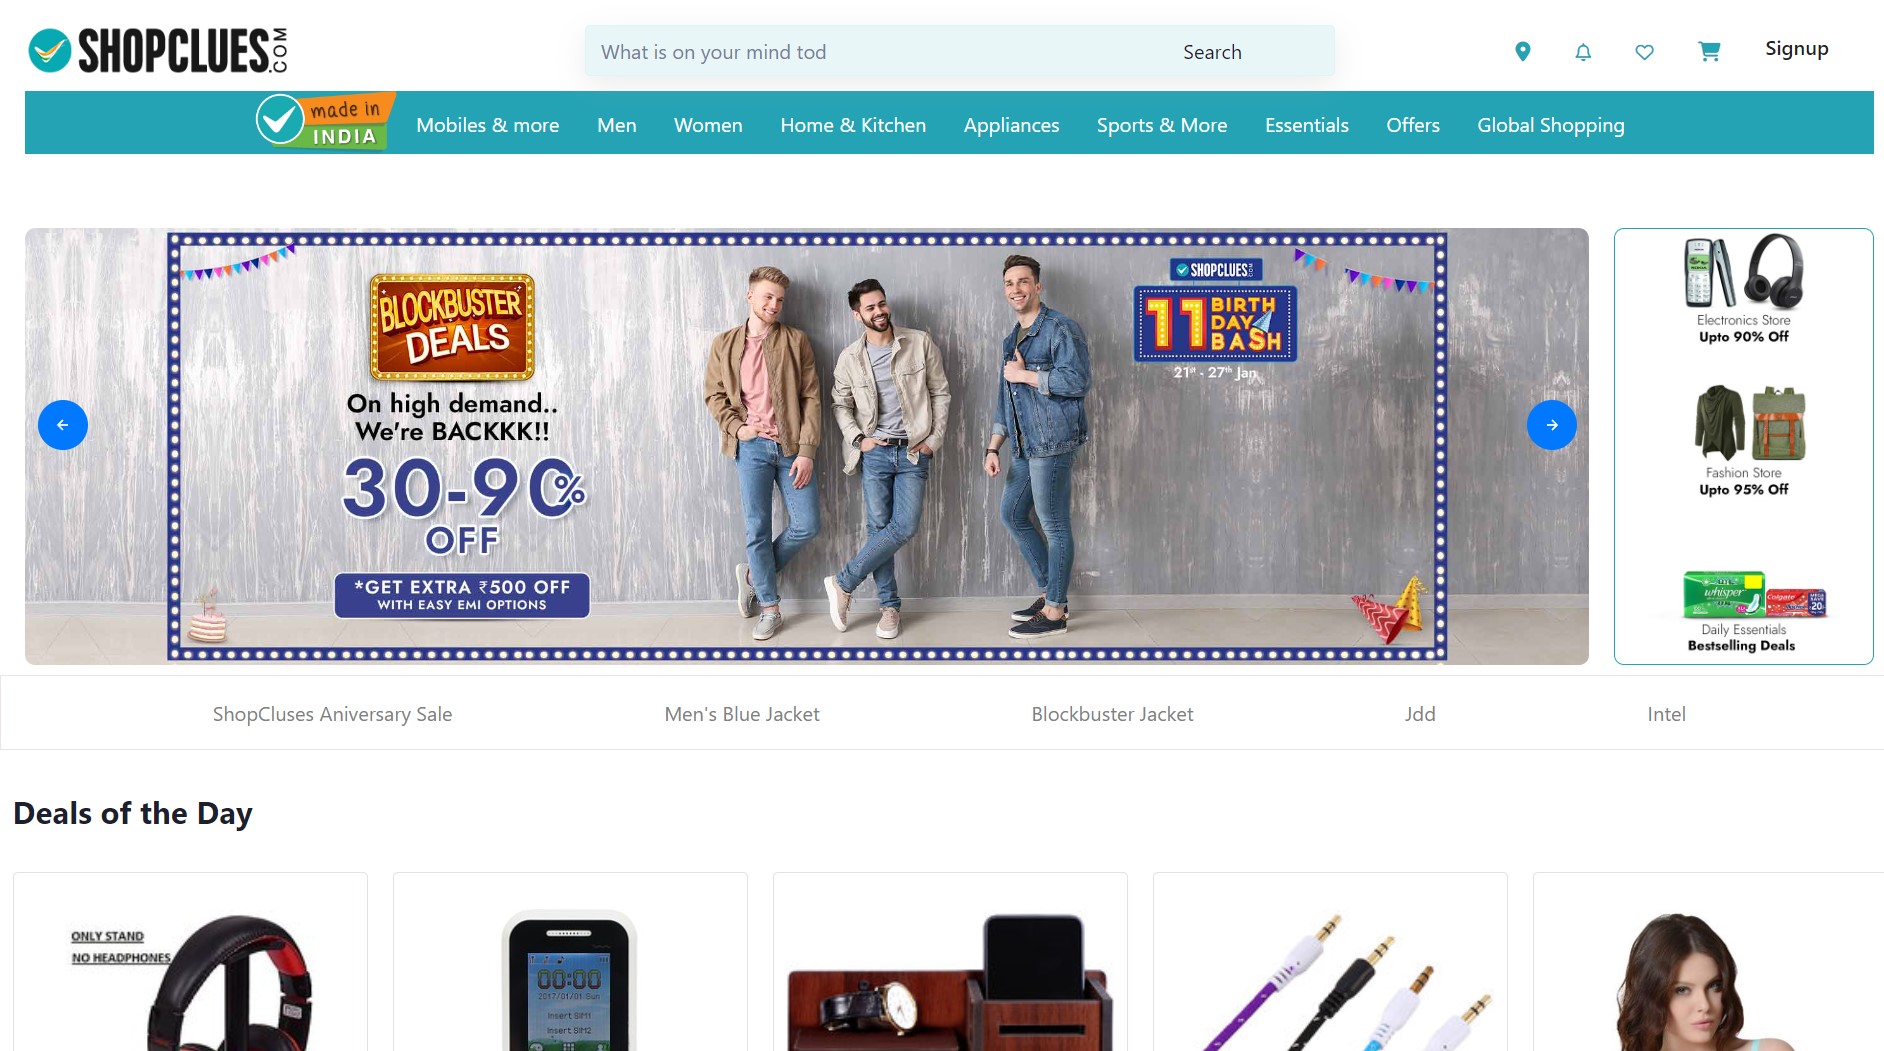 SHOPCLUES.COM
What is on your mind tod
Search
Signup
made in
INDIA
Mobiles & more
Men
Women
Home & Kitchen
Appliances
Sports & More
Essentials
Offers
Global Shopping
BLOCKBUSTER
DEALS
On high demand..
We're BACKKK!!
30-90%
OFF
*GET EXTRA ₹500 OFF
WITH EASY EMI OPTIONS
SHOPCLUES.COM
11 BIRTH
DAY
BASH
21st - 27th Jan
Electronics Store
Upto 90% Off
Fashion Store
Upto 95% Off
whisper
Colgate
Daily Essentials
Bestselling Deals
ShopCluses Aniversary Sale
Men's Blue Jacket
Blockbuster Jacket
Jdd
Intel
Deals of the Day
ONLY STAND
NO HEADPHONES
00:00
2017/01/01 Sun
Insert SIM1
Insert SIM2